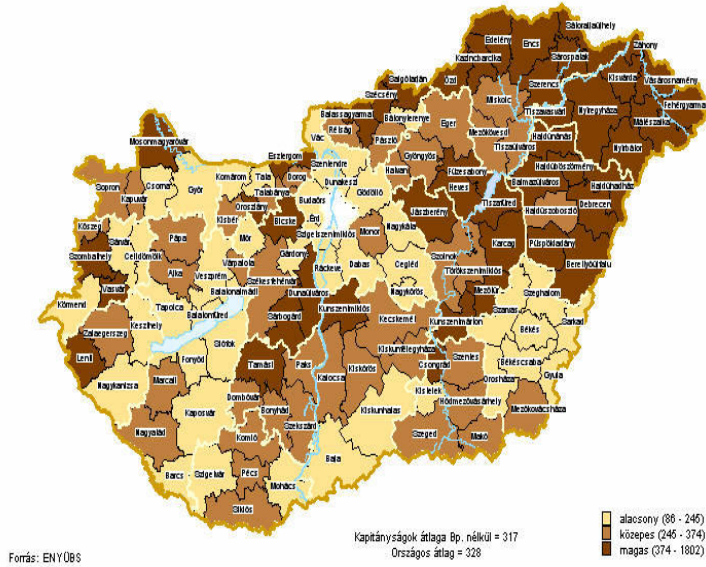 Sátoraljaújhely
Edelény
Encs
Záhony
Kazincbarcika
Sárospatak
Kisvárda
Salgótarján
Ózd
Szerencs
Vásárosnamény
Szécsény
Miskolc
Fehérgyarmat
Balassagyarmat
Bátonyterenye
Tiszavasvári
Nyíregyháza
Mátészalka
Rétság
Eger
Mezőkövesd
Vác
Pásztó
Tiszaújváros
Hajdúnánás
Nyírbátor
Mosonmagyaróvár
Esztergom
Szentendre
Gyöngyös
Hajdúböszörmény
Komárom
Tata
Dorog
Dunakeszi
Hatvan
Füzesabony
Balmazújváros
Hajdúhadház
Sopron
Csorna
Győr
Tatabánya
Gödöllő
Heves
Kapuvár
Oroszlány
Budaörs
Tiszafüred
Debrecen
Kisbér
Bicske
Érd
Jászberény
Hajdúszoboszló
Kőszeg
Pápa
Mór
Szigetszentmiklós
Monor
Nagykáta
Sárvár
Celldömölk
Gárdony
Szolnok
Karcag
Püspökladány
Szombathely
Ajka
Várpalota
Ráckeve
Dabas
Cegléd
Törökszentmiklós
Berettyóújfalu
Vasvár
Veszprém
Székesfehérvár
Balatonalmádi
Dunaújváros
Nagykőrös
Mezőtúr
Szeghalom
Körmend
Tapolca
Sárbogárd
Kunszentmiklós
Szarvas
Balatonfüred
Kecskemét
Kunszentmárton
Sarkad
Zalaegerszeg
Keszthely
Békés
Siófok
Kiskunfélegyháza
Lenti
Fonyód
Tamási
Paks
Csongrád
Szentes
Békéscsaba
Kiskőrös
Gyula
Nagykanizsa
Marcali
Kalocsa
Orosháza
Dombóvár
Kistelek
Kaposvár
Bonyhád
Kiskunhalas
Hódmezővásárhely
Mezőkovácsháza
Nagyatád
Komló
Szekszárd
Szeged
Makó
Baja
Barcs
Szigetvár
Pécs
Mohács
Siklós
alacsony (86 - 245)
közepes (245 - 374)
magas (374 - 1802)
Kapitányságok átlaga Bp. nélkül = 317
Országos átlag = 328
Forrás: ENYÜBS